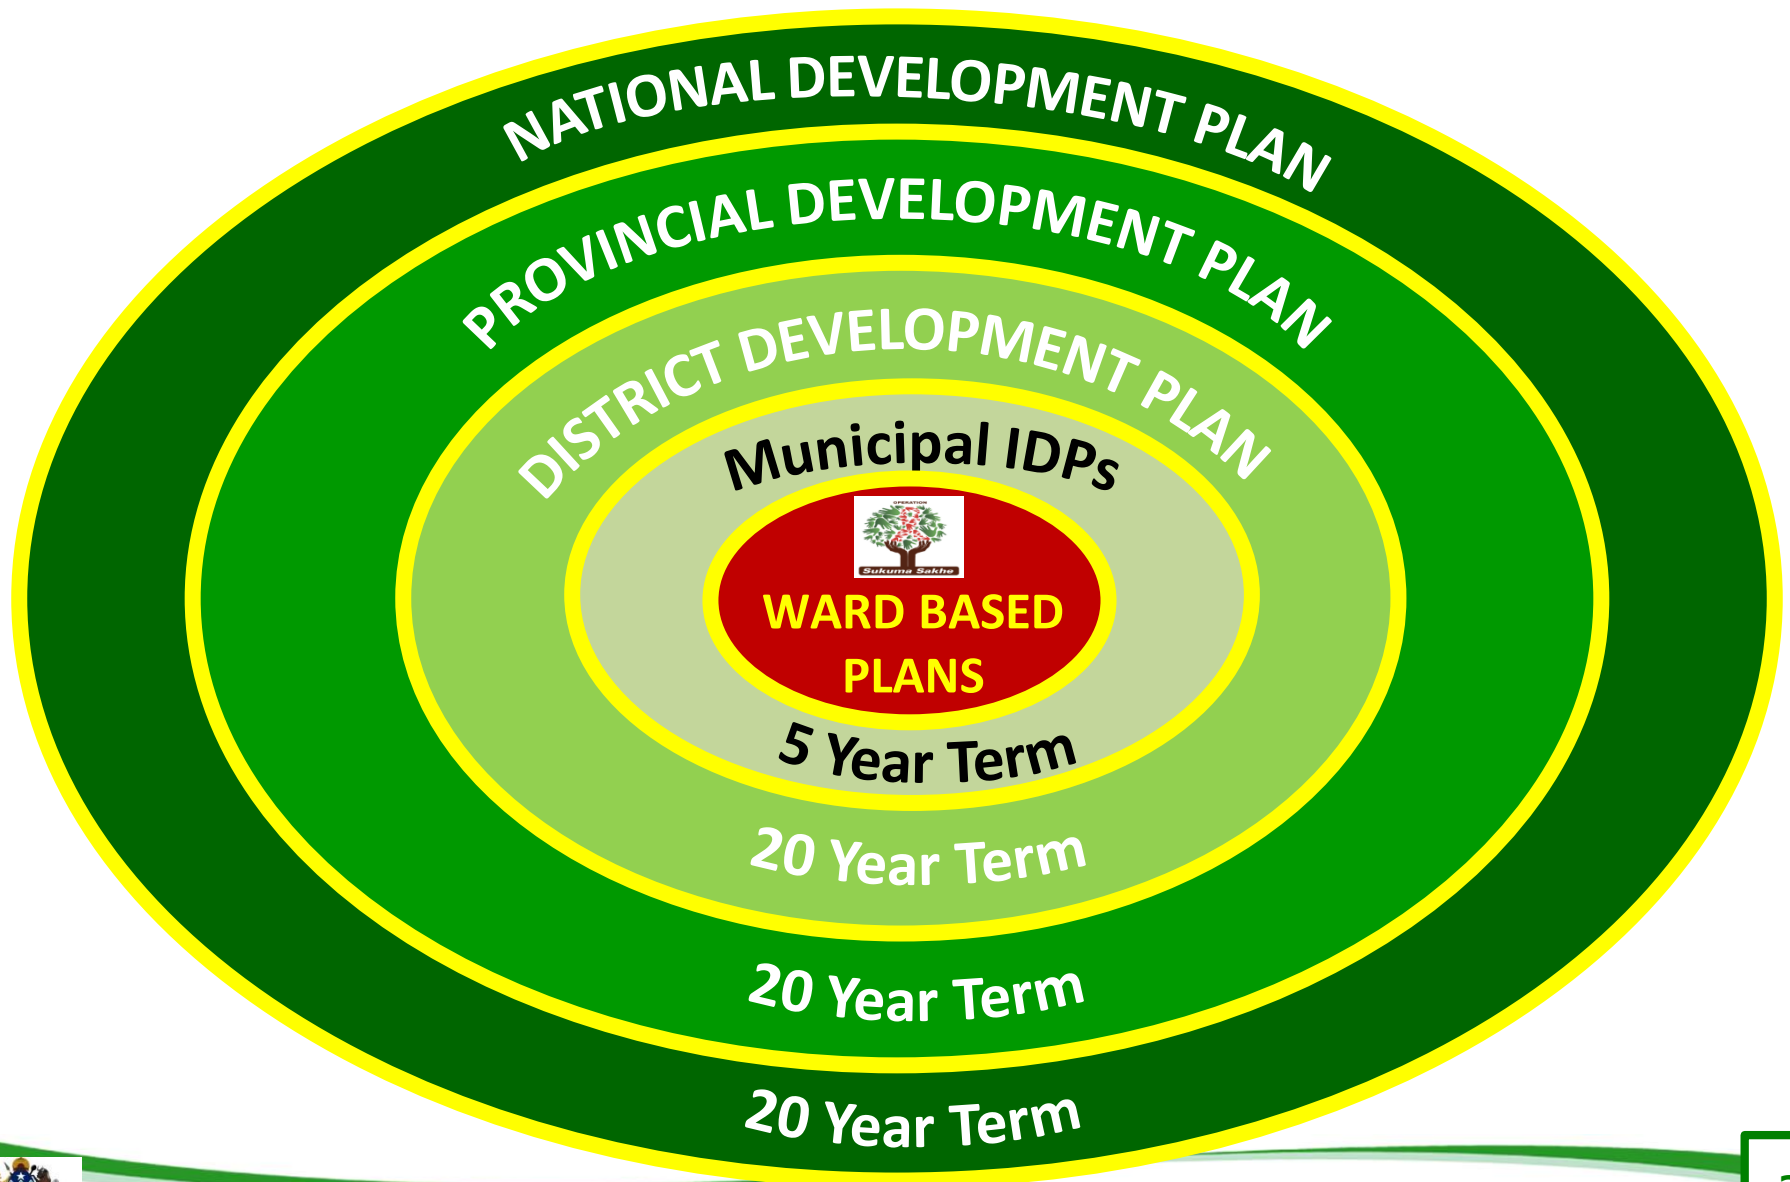 NATIONAL DEVELOPMENT PLAN
PROVINCIAL DEVELOPMENT PLAN
DISTRICT DEVELOPMENT PLAN
Municipal IDPs
OPERATION
Sukuma Sakhe
WARD BASED
PLANS
5 Year Term
20 Year Term
20 Year Term
20 Year Term